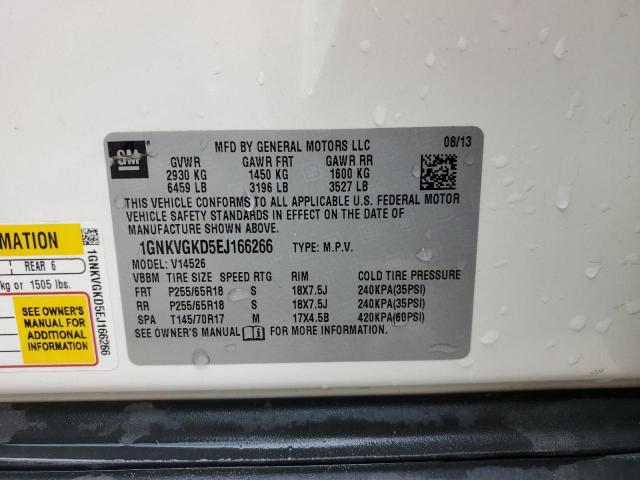 GM
MFD BY GENERAL MOTORS LLC 08/13
GVWR GAWR FRT GAWR RR
2930 KG 1450 KG 1600 KG
6459 LB 3196 LB 3527 LB
THIS VEHICLE CONFORMS TO ALL APPLICABLE U.S. FEDERAL MOTOR
VEHICLE SAFETY STANDARDS IN EFFECT ON THE DATE OF
MANUFACTURE SHOWN ABOVE.
1GNKVGKD5EJ166266 TYPE: M.P.V.
MODEL: V14526
VBBM TIRE SIZE SPEED RTG RIM COLD TIRE PRESSURE
FRT P255/65R18 S 18X7.5J 240KPA(35PSI)
RR P255/65R18 S 18X7.5J 240KPA(35PSI)
SPA T145/70R17 M 17X4.5B 420KPA(60PSI)
SEE OWNER'S MANUAL FOR MORE INFORMATION.
REAR 6
kg or 1505 lbs.
SEE OWNER'S
MANUAL FOR
ADDITIONAL
INFORMATION
1GNKVGKD5EJ166266